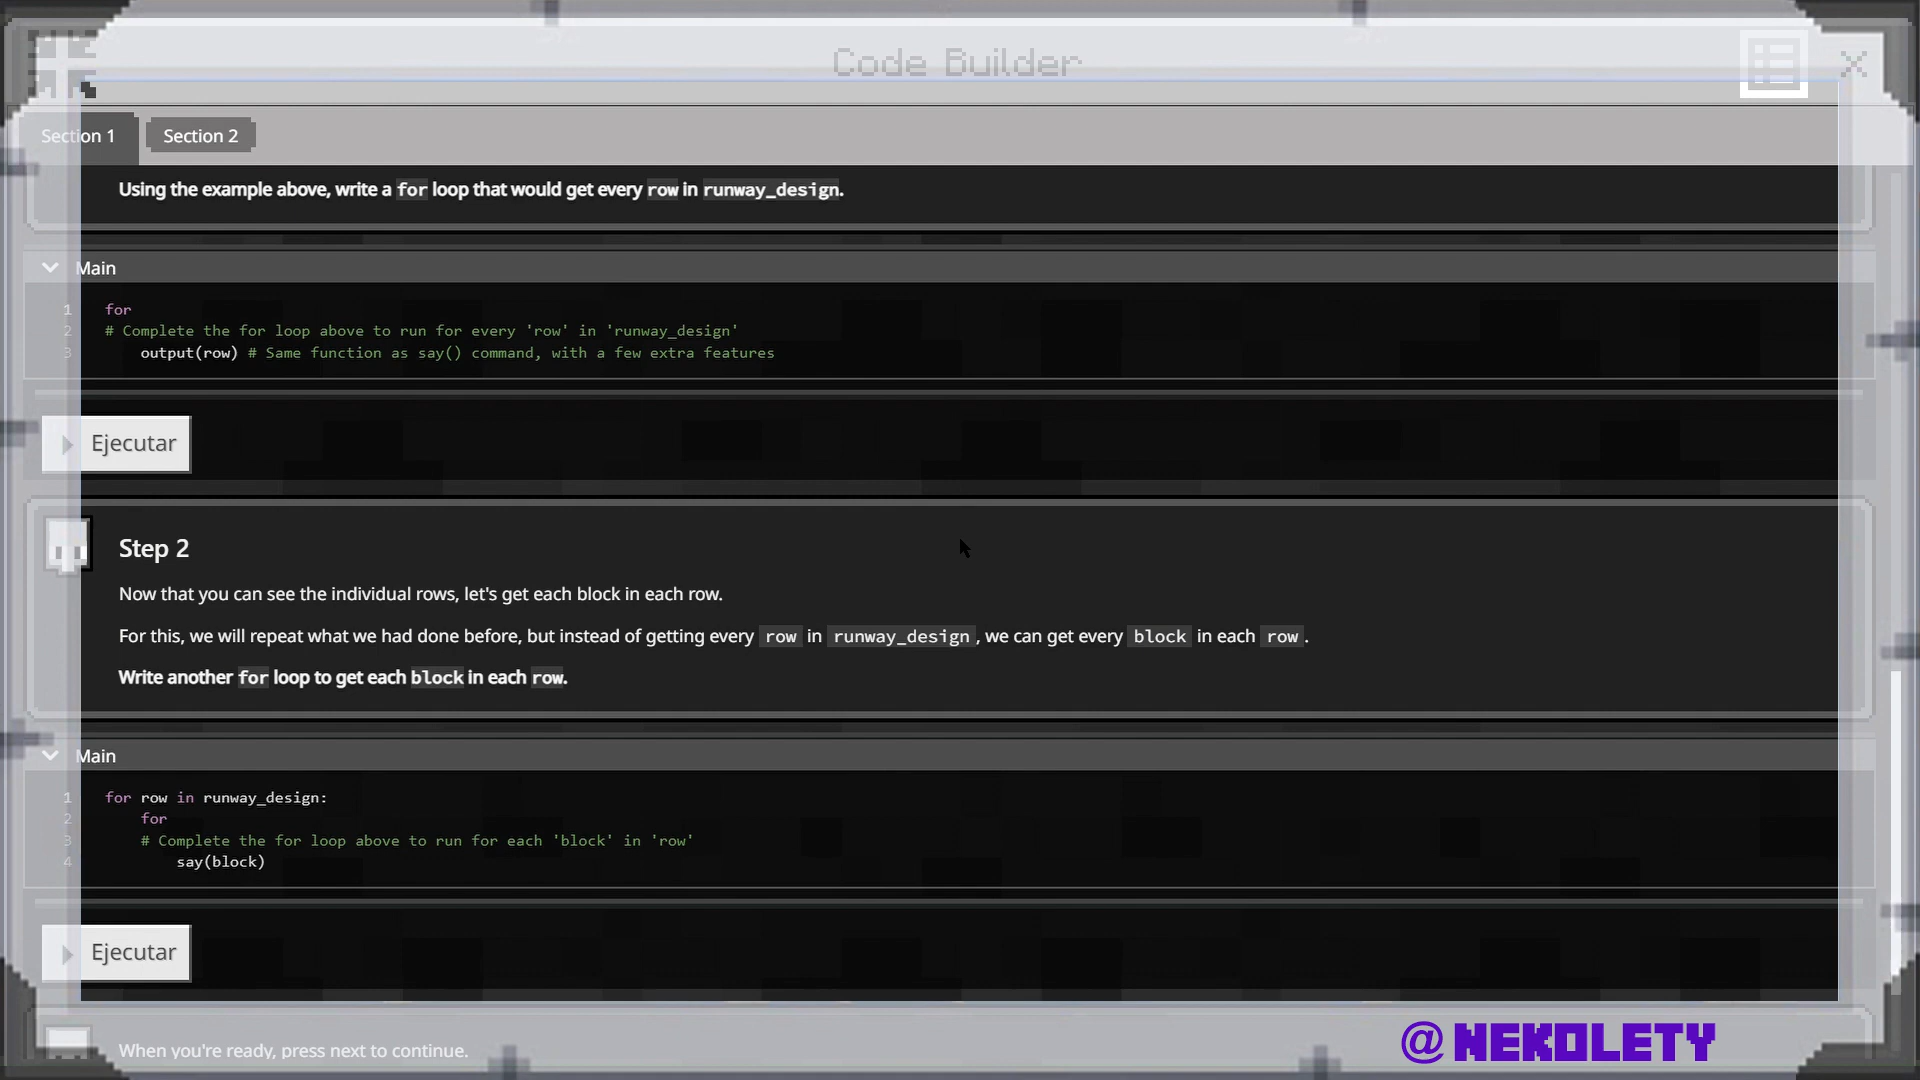 Code Builder
Section 1
Section 2
Using the example above, write a for loop that would get every row in runway_design.
Main
1 for
2 # Complete the for loop above to run for every 'row' in 'runway_design'
3 output(row) # Same function as say() command, with a few extra features
Ejecutar
Step 2
Now that you can see the individual rows, let's get each block in each row.
For this, we will repeat what we had done before, but instead of getting every row in runway_design, we can get every block in each row.
Write another for loop to get each block in each row.
Main
1 for row in runway_design:
2 for
3 # Complete the for loop above to run for each 'block' in 'row'
4 say(block)
Ejecutar
When you're ready, press next to continue.
@NEKOLETY